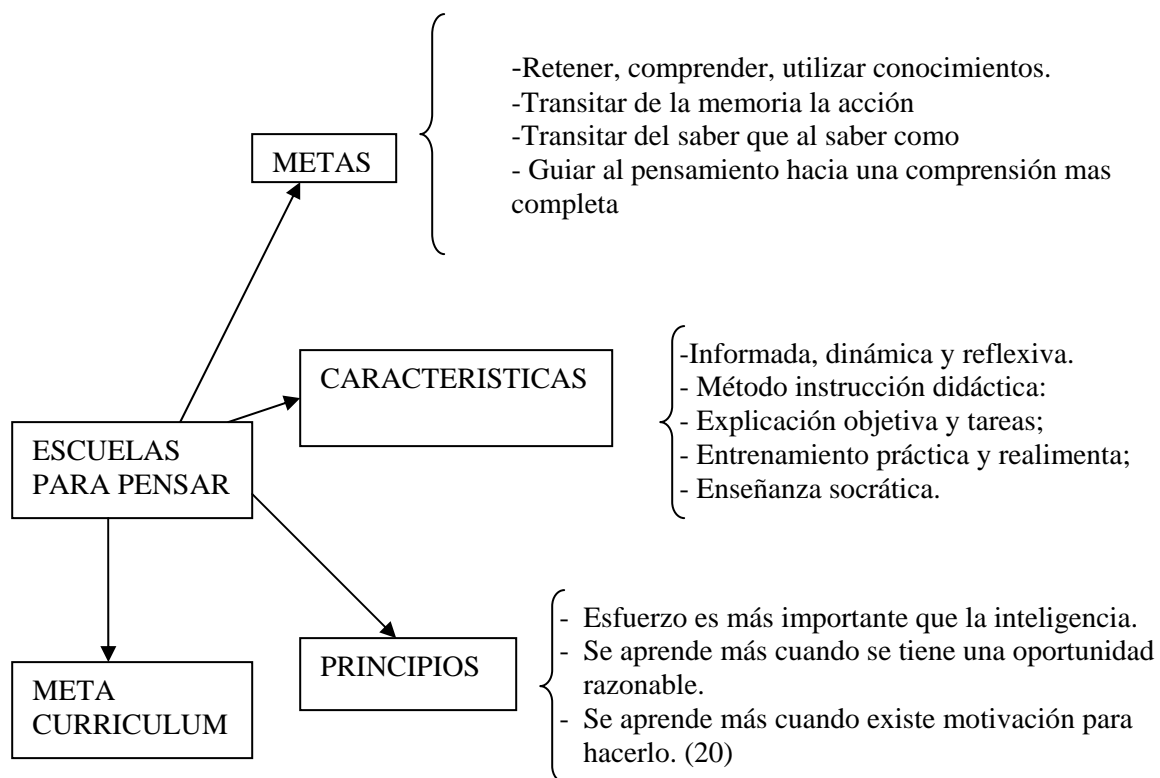 -Retener, comprender, utilizar conocimientos.
-Transitar de la memoria la acción
-Transitar del saber que al saber como
- Guiar al pensamiento hacia una comprensión mas
completa
METAS
CARACTERISTICAS
-Informada, dinámica y reflexiva.
- Método instrucción didáctica:
- Explicación objetiva y tareas;
- Entrenamiento práctica y realimenta;
- Enseñanza socrática.
ESCUELAS
PARA PENSAR
PRINCIPIOS
- Esfuerzo es más importante que la inteligencia.
- Se aprende más cuando se tiene una oportunidad
razonable.
- Se aprende más cuando existe motivación para
hacerlo. (20)
META
CURRICULUM